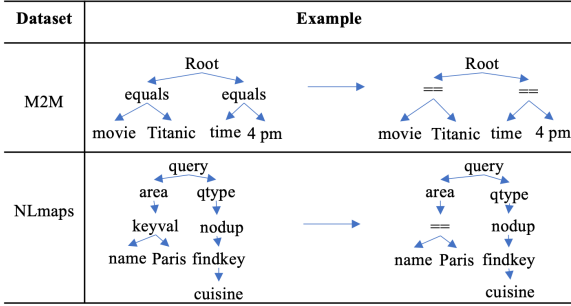 Dataset Example
M2M
Root Root
equals equals == ==
movie Titanic time 4 pm movie Titanic time 4 pm
NLmaps
query query
area qtype area qtype
keyval nodup == nodup
name Paris findkey name Paris findkey
cuisine cuisine